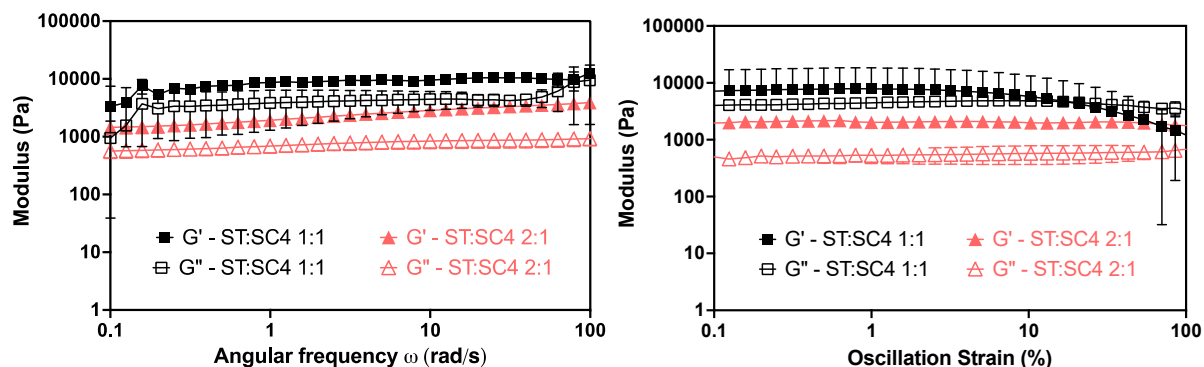 100000
10000
1000
100
10
1
Modulus (Pa)
G' - ST:SC4 1:1
G' - ST:SC4 2:1
G" - ST:SC4 1:1
G" - ST:SC4 2:1
0.1 1 10 100
Angular frequency ω (rad/s)
100000
10000
1000
100
10
1
Modulus (Pa)
G' - ST:SC4 1:1
G' - ST:SC4 2:1
G" - ST:SC4 1:1
G" - ST:SC4 2:1
0.1 1 10 100
Oscillation Strain (%)